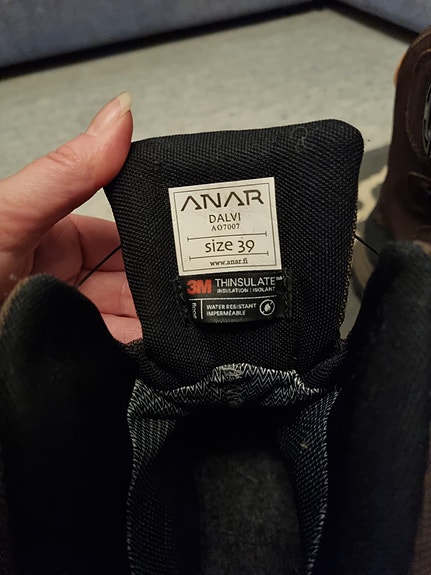 ANAR
DALVI
AO7007
size 39
www.anar.fi
3M THINSULATE
INSULATION | ISOLANT
WATER RESISTANT
IMPERMÉABLE